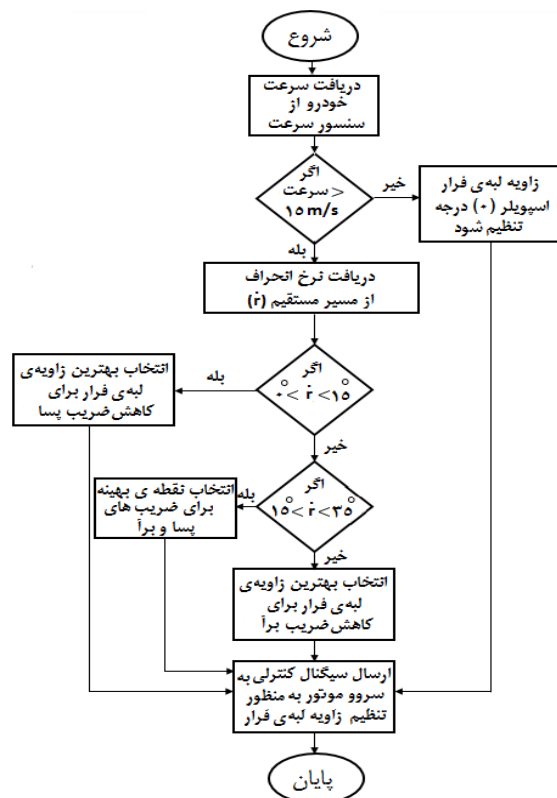 شروع
دریافت سرعت
خودرو از
سنسور سرعت
اگر
سرعت >
۱۵ m/s
خیر
زاویه لبه‌ی فرار
اسپویلر (۰) درجه
تنظیم شود
بله
دریافت نرخ انحراف
از مسیر مستقیم (ṙ)
اگر
۰° < ṙ < ۱۵°
بله
انتخاب بهترین زاویه‌ی
لبه‌ی فرار برای
کاهش ضریب پسا
خیر
اگر
۱۵° < ṙ < ۳۵°
بله
انتخاب نقطه ی بهینه
برای ضریب های
پسا و برآ
خیر
انتخاب بهترین زاویه‌ی
لبه‌ی فرار برای
کاهش ضریب برآ
ارسال سیگنال کنترلی به
سروو موتور به منظور
تنظیم زاویه لبه‌ی فرار
پایان